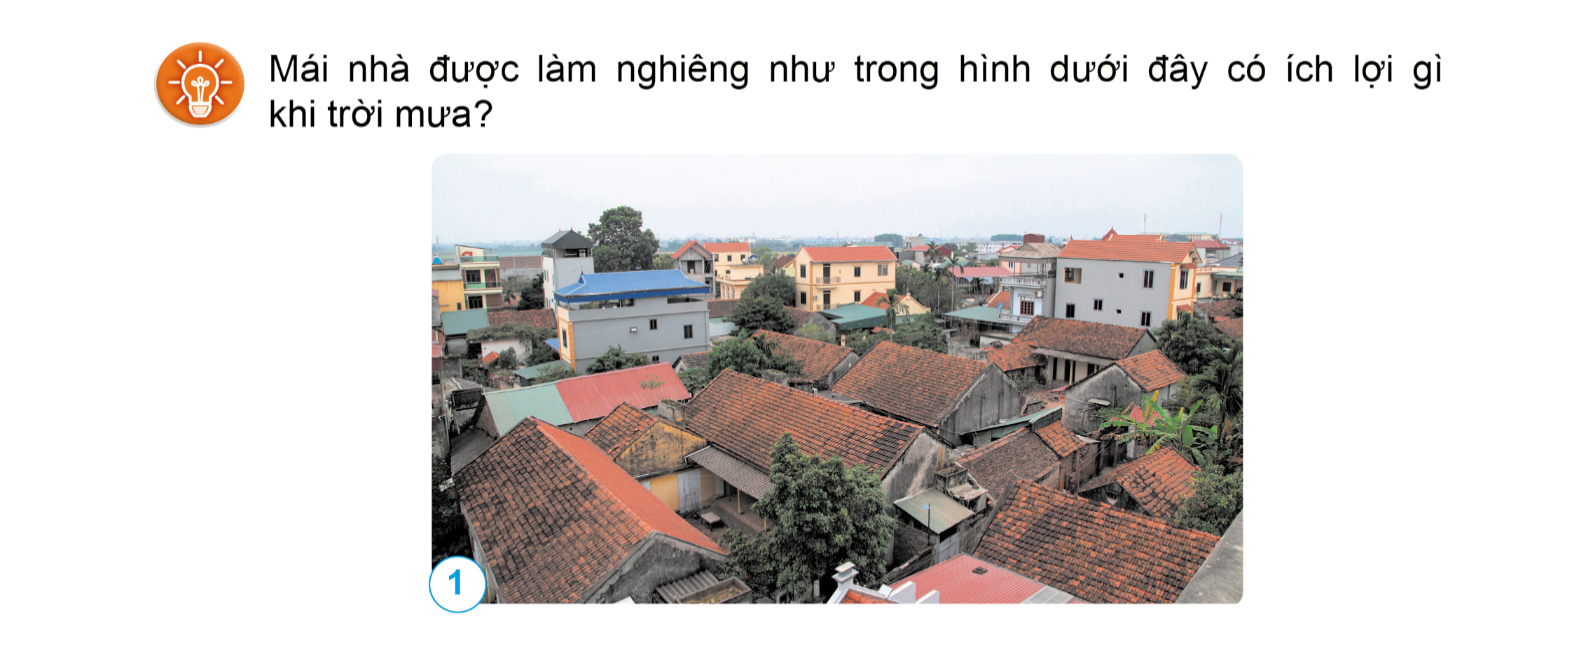 Mái nhà được làm nghiêng như trong hình dưới đây có ích lợi gì
khi trời mưa?
1